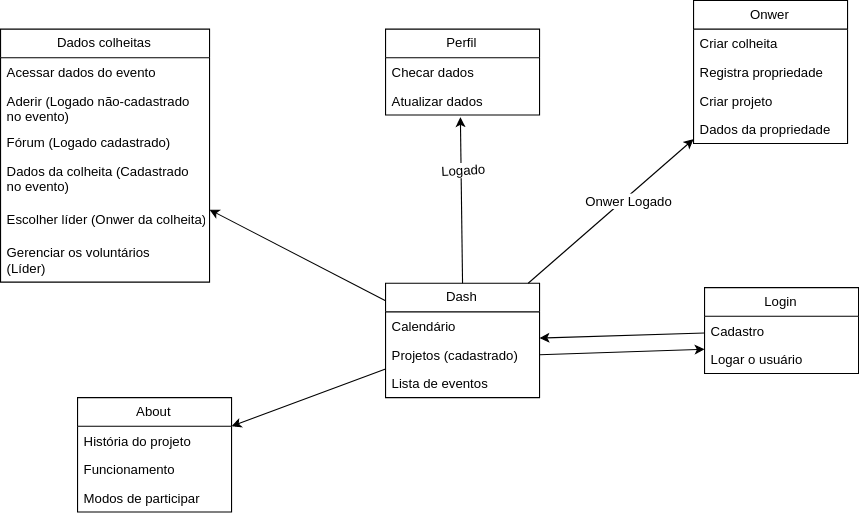 Dados colheitas
Acessar dados do evento
Aderir (Logado não-cadastrado
no evento)
Fórum (Logado cadastrado)
Dados da colheita (Cadastrado
no evento)
Escolher líder (Onwer da colheita)
Gerenciar os voluntários
(Líder)
Perfil
Checar dados
Atualizar dados
Logado
Onwer
Criar colheita
Registra propriedade
Criar projeto
Dados da propriedade
Onwer Logado
Dash
Calendário
Projetos (cadastrado)
Lista de eventos
Login
Cadastro
Logar o usuário
About
História do projeto
Funcionamento
Modos de participar